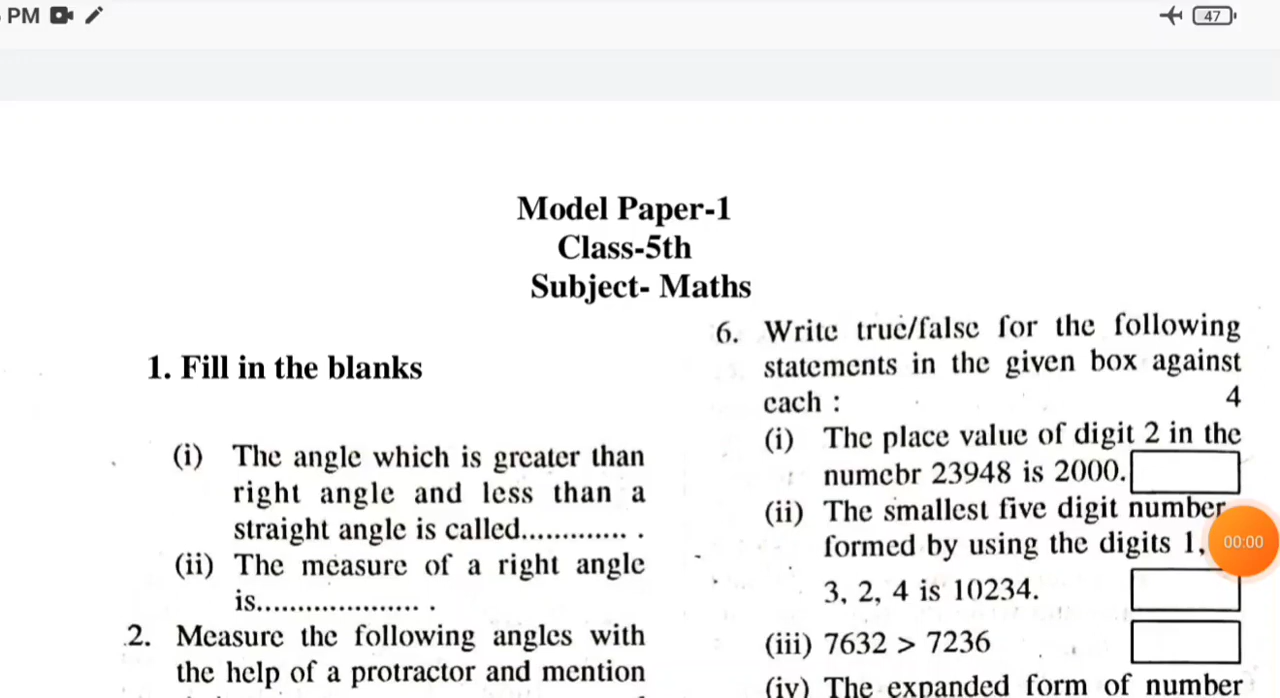 PM
47
Model Paper-1
Class-5th
Subject- Maths
1. Fill in the blanks
(i) The angle which is greater than
right angle and less than a
straight angle is called............. .
(ii) The measure of a right angle
is.................... .
2. Measure the following angles with
the help of a protractor and mention
6. Write true/false for the following
statements in the given box against
each : 4
(i) The place value of digit 2 in the
numebr 23948 is 2000.
(ii) The smallest five digit number
formed by using the digits 1,
00:00
3, 2, 4 is 10234.
(iii) 7632 > 7236
(iv) The expanded form of number